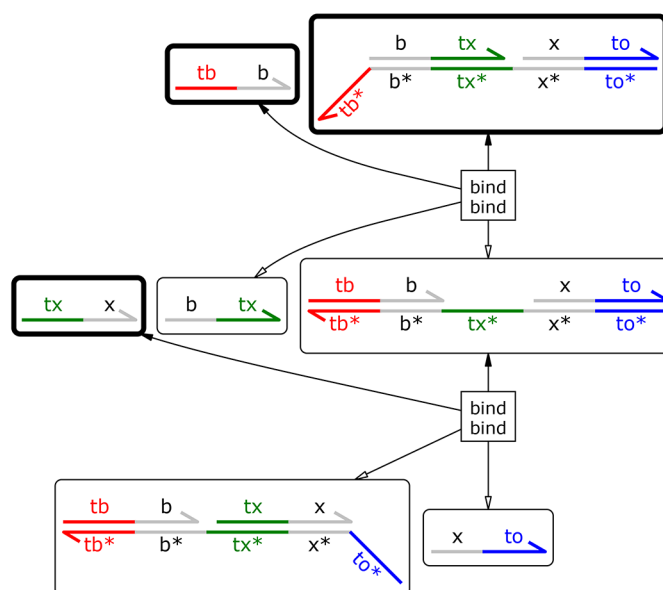 b tx x to
tb b
tb* b* tx* x* to*
bind
bind
tb b x to
tx x b tx
tb* b* tx* x* to*
bind
bind
tb b tx x
x to
tb* b* tx* x* to*